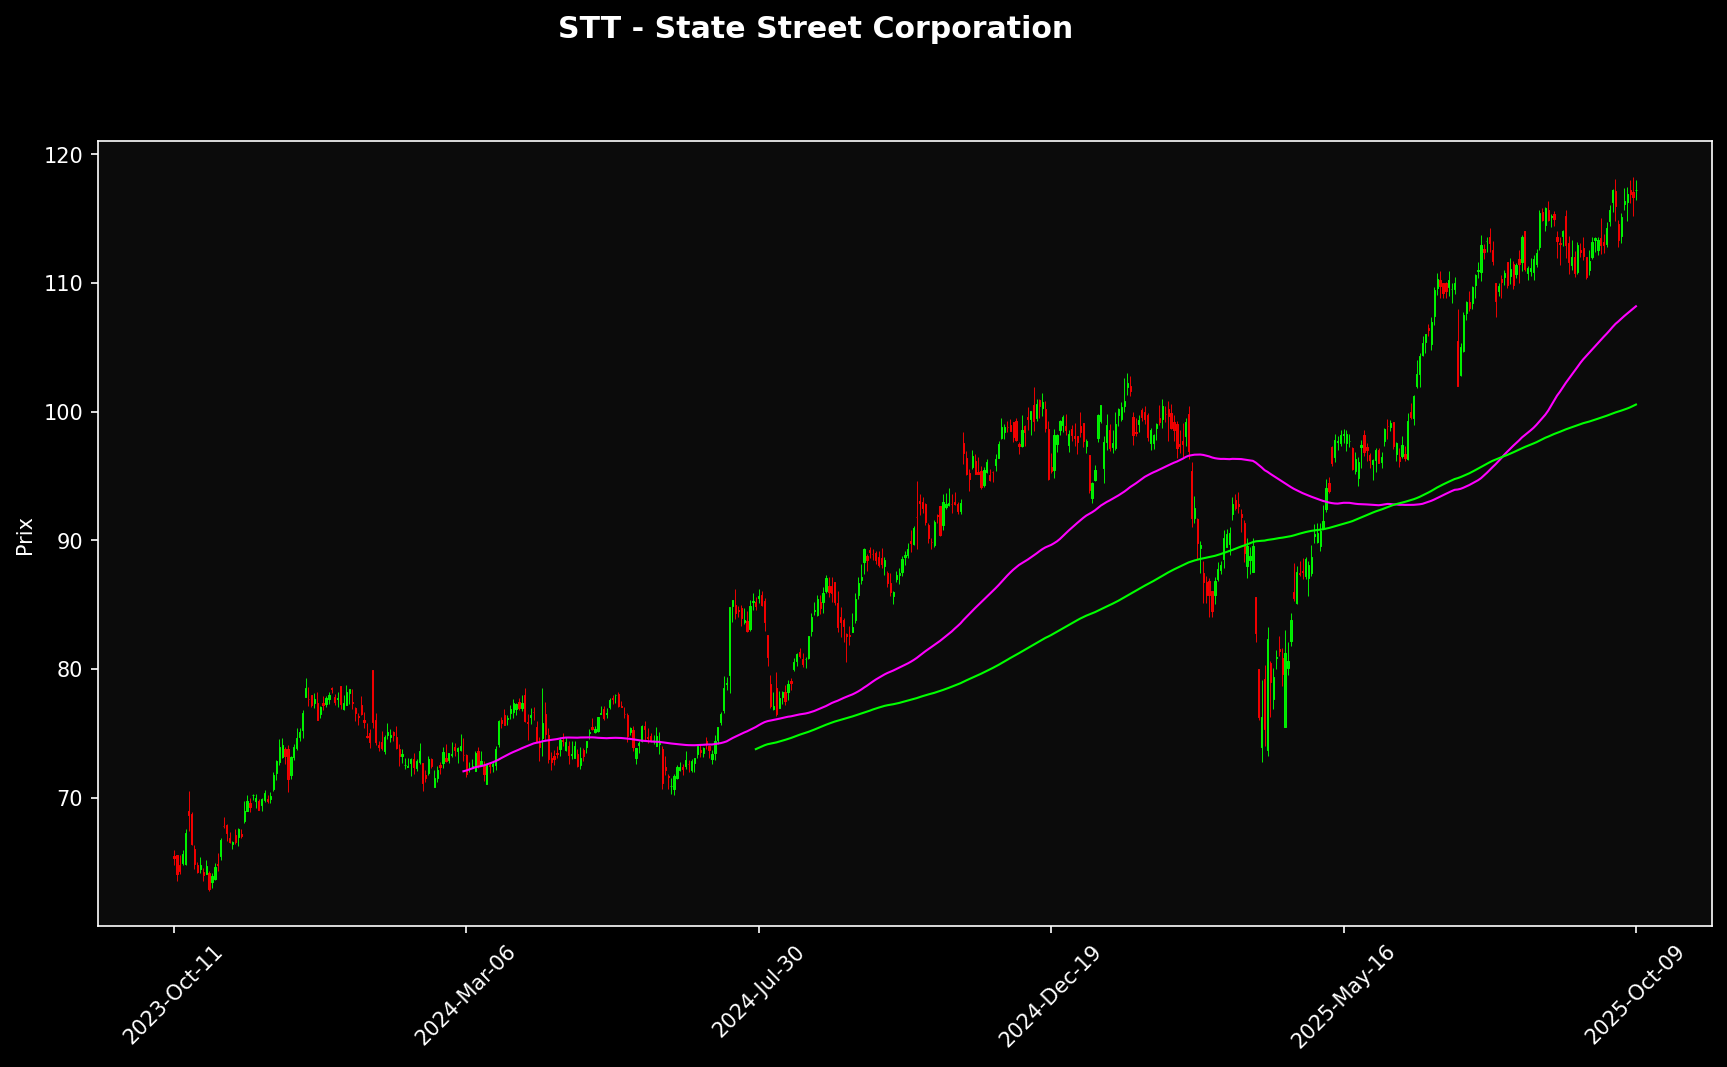 STT - State Street Corporation
120
110
100
90
80
70
Prix
2023-Oct-11
2024-Mar-06
2024-Jul-30
2024-Dec-19
2025-May-16
2025-Oct-09